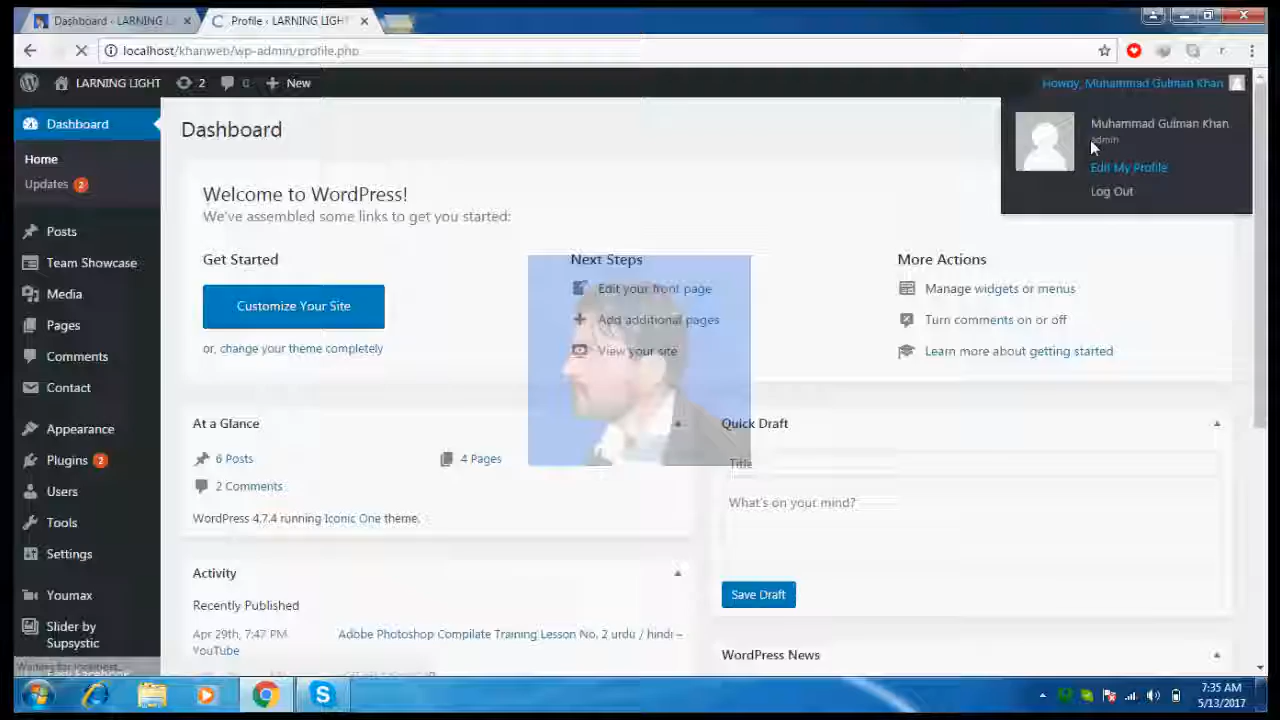 Dashboard ‹ LARNING L
Profile ‹ LARNING LIGHT
localhost/khanweb/wp-admin/profile.php
LARNING LIGHT
2
0
New
Howdy, Muhammad Gulman Khan
Muhammad Gulman Khan
admin
Edit My Profile
Log Out
Dashboard
Home
Updates 2
Posts
Team Showcase
Media
Pages
Comments
Contact
Appearance
Plugins 2
Users
Tools
Settings
Youmax
Slider by
Supsystic
Dashboard
Welcome to WordPress!
We've assembled some links to get you started:
Get Started
Customize Your Site
or, change your theme completely
Next Steps
Edit your front page
Add additional pages
View your site
More Actions
Manage widgets or menus
Turn comments on or off
Learn more about getting started
At a Glance
6 Posts
4 Pages
2 Comments
WordPress 4.7.4 running Iconic One theme.
Activity
Recently Published
Apr 29th, 7:47 PM
Adobe Photoshop Compilate Training Lesson No. 2 urdu / hindi –
YouTube
Quick Draft
Title
What's on your mind?
Save Draft
WordPress News
Waiting for localhost...
7:35 AM
5/13/2017